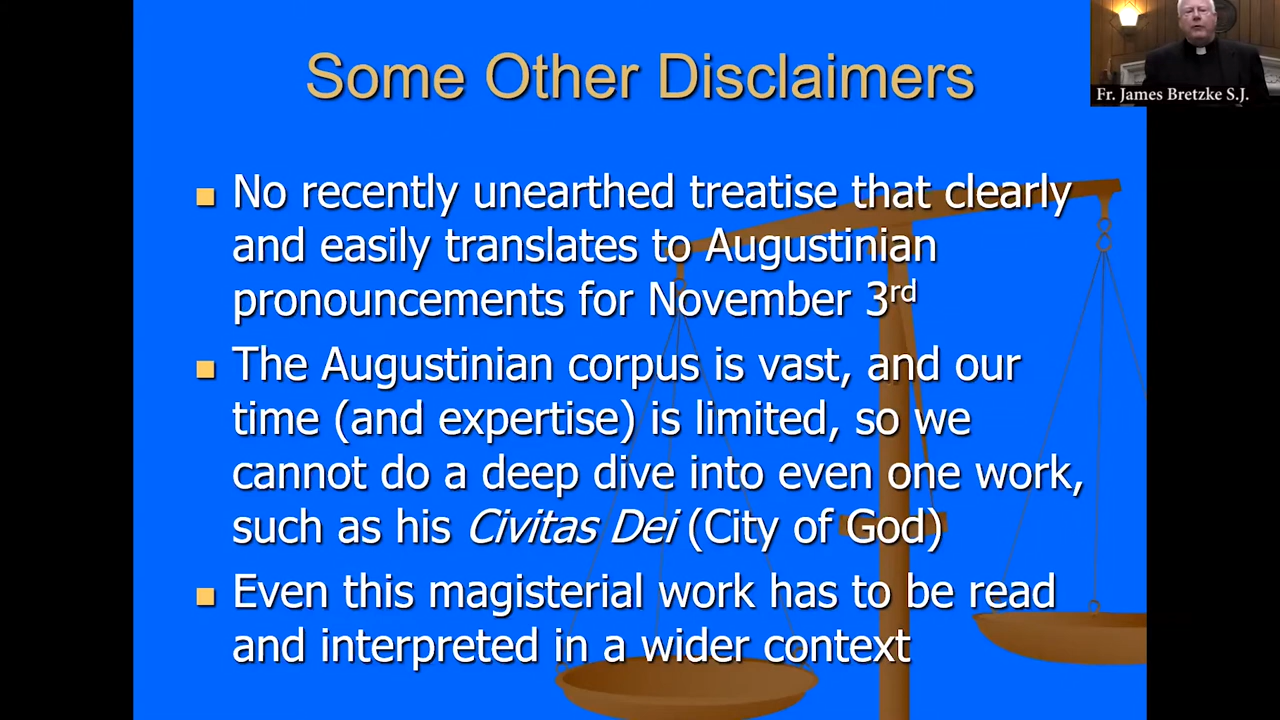 Some Other Disclaimers
Fr. James Bretzke S.J.
No recently unearthed treatise that clearly
and easily translates to Augustinian
pronouncements for November 3rd
The Augustinian corpus is vast, and our
time (and expertise) is limited, so we
cannot do a deep dive into even one work,
such as his Civitas Dei (City of God)
Even this magisterial work has to be read
and interpreted in a wider context